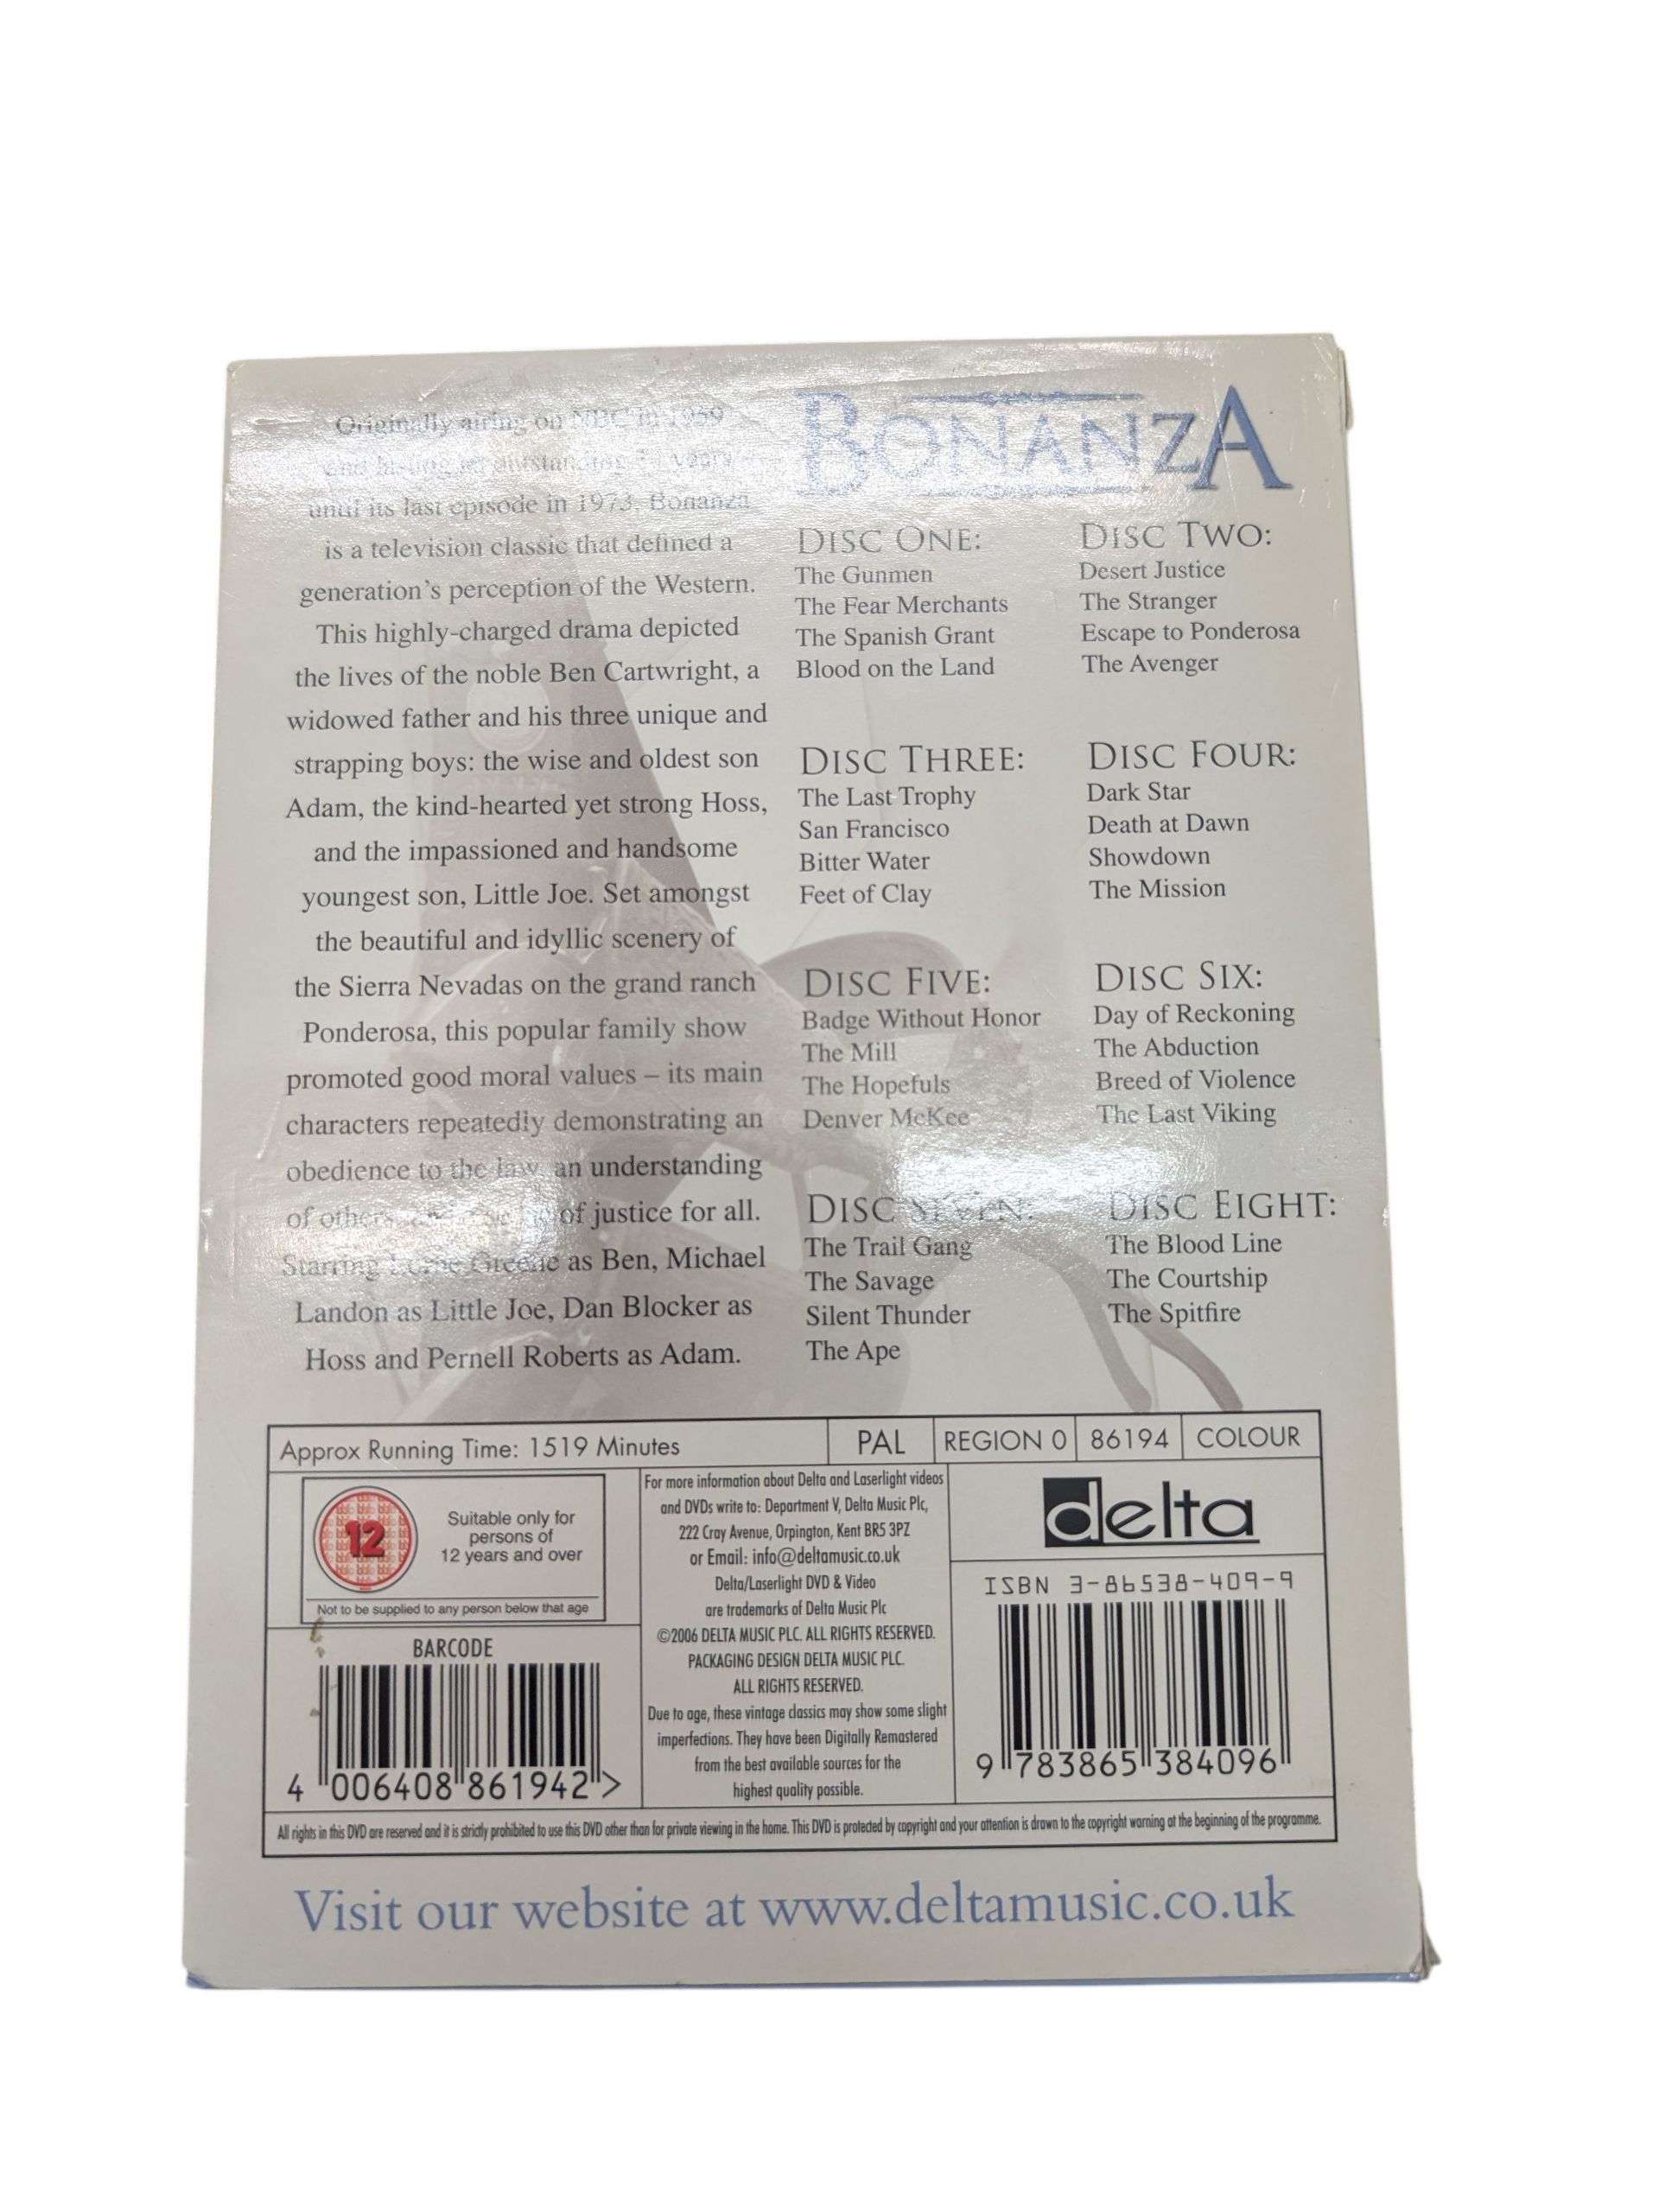 Originally airing on NBC in 1959
until its last episode in 1973, Bonanza
is a television classic that defined a
generation's perception of the Western.
This highly-charged drama depicted
the lives of the noble Ben Cartwright, a
widowed father and his three unique and
strapping boys: the wise and oldest son
Adam, the kind-hearted yet strong Hoss,
and the impassioned and handsome
youngest son, Little Joe. Set amongst
the beautiful and idyllic scenery of
the Sierra Nevadas on the grand ranch
Ponderosa, this popular family show
promoted good moral values – its main
characters repeatedly demonstrating an
obedience to the law, an understanding
of others, of justice for all.
Starring Lorne Greene as Ben, Michael
Landon as Little Joe, Dan Blocker as
Hoss and Pernell Roberts as Adam.
BONANZA
DISC ONE:
The Gunmen
The Fear Merchants
The Spanish Grant
Blood on the Land
DISC TWO:
Desert Justice
The Stranger
Escape to Ponderosa
The Avenger
DISC THREE:
The Last Trophy
San Francisco
Bitter Water
Feet of Clay
DISC FOUR:
Dark Star
Death at Dawn
Showdown
The Mission
DISC FIVE:
Badge Without Honor
The Mill
The Hopefuls
Denver McKee
DISC SIX:
Day of Reckoning
The Abduction
Breed of Violence
The Last Viking
DISC SEVEN:
The Trail Gang
The Savage
Silent Thunder
The Ape
DISC EIGHT:
The Blood Line
The Courtship
The Spitfire
Approx Running Time: 1519 Minutes
PAL
REGION 0
86194
COLOUR
12
Suitable only for
persons of
12 years and over
Not to be supplied to any person below that age
BARCODE
4 006408 861942 >
For more information about Delta and Laserlight videos
and DVDs write to: Department V, Delta Music Plc,
222 Cray Avenue, Orpington, Kent BR5 3PZ
or Email: info@deltamusic.co.uk
Delta/Laserlight DVD & Video
are trademarks of Delta Music Plc
©2006 DELTA MUSIC PLC. ALL RIGHTS RESERVED.
PACKAGING DESIGN DELTA MUSIC PLC.
ALL RIGHTS RESERVED.
Due to age, these vintage classics may show some slight
imperfections. They have been Digitally Remastered
from the best available sources for the
highest quality possible.
delta
ISBN 3-86538-409-9
9 783865 384096
All rights in this DVD are reserved and it is strictly prohibited to use this DVD other than for private viewing in the home. This DVD is protected by copyright and your attention is drawn to the copyright warning at the beginning of the programme.
Visit our website at www.deltamusic.co.uk